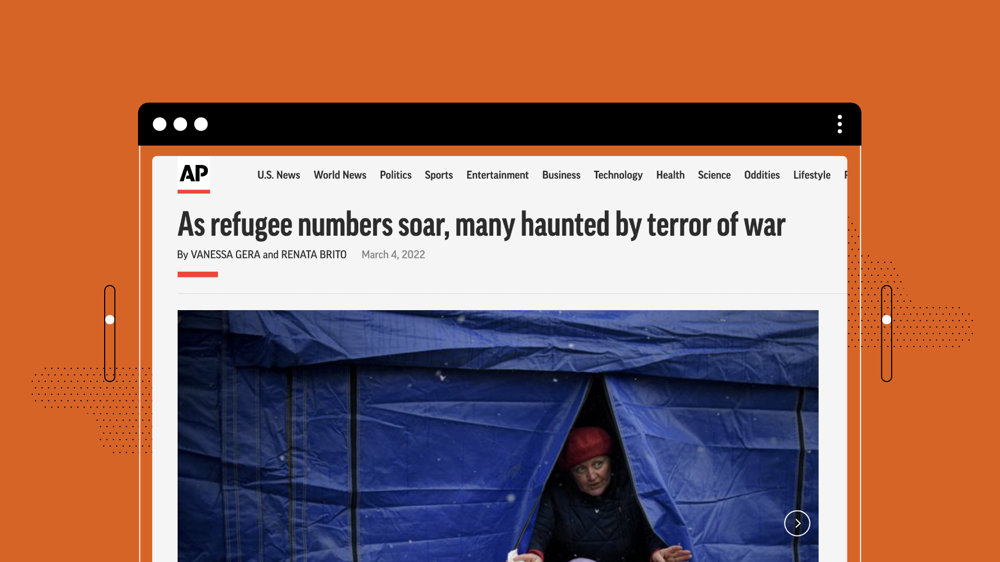 AP
U.S. News World News Politics Sports Entertainment Business Technology Health Science Oddities Lifestyle
As refugee numbers soar, many haunted by terror of war
By VANESSA GERA and RENATA BRITO March 4, 2022